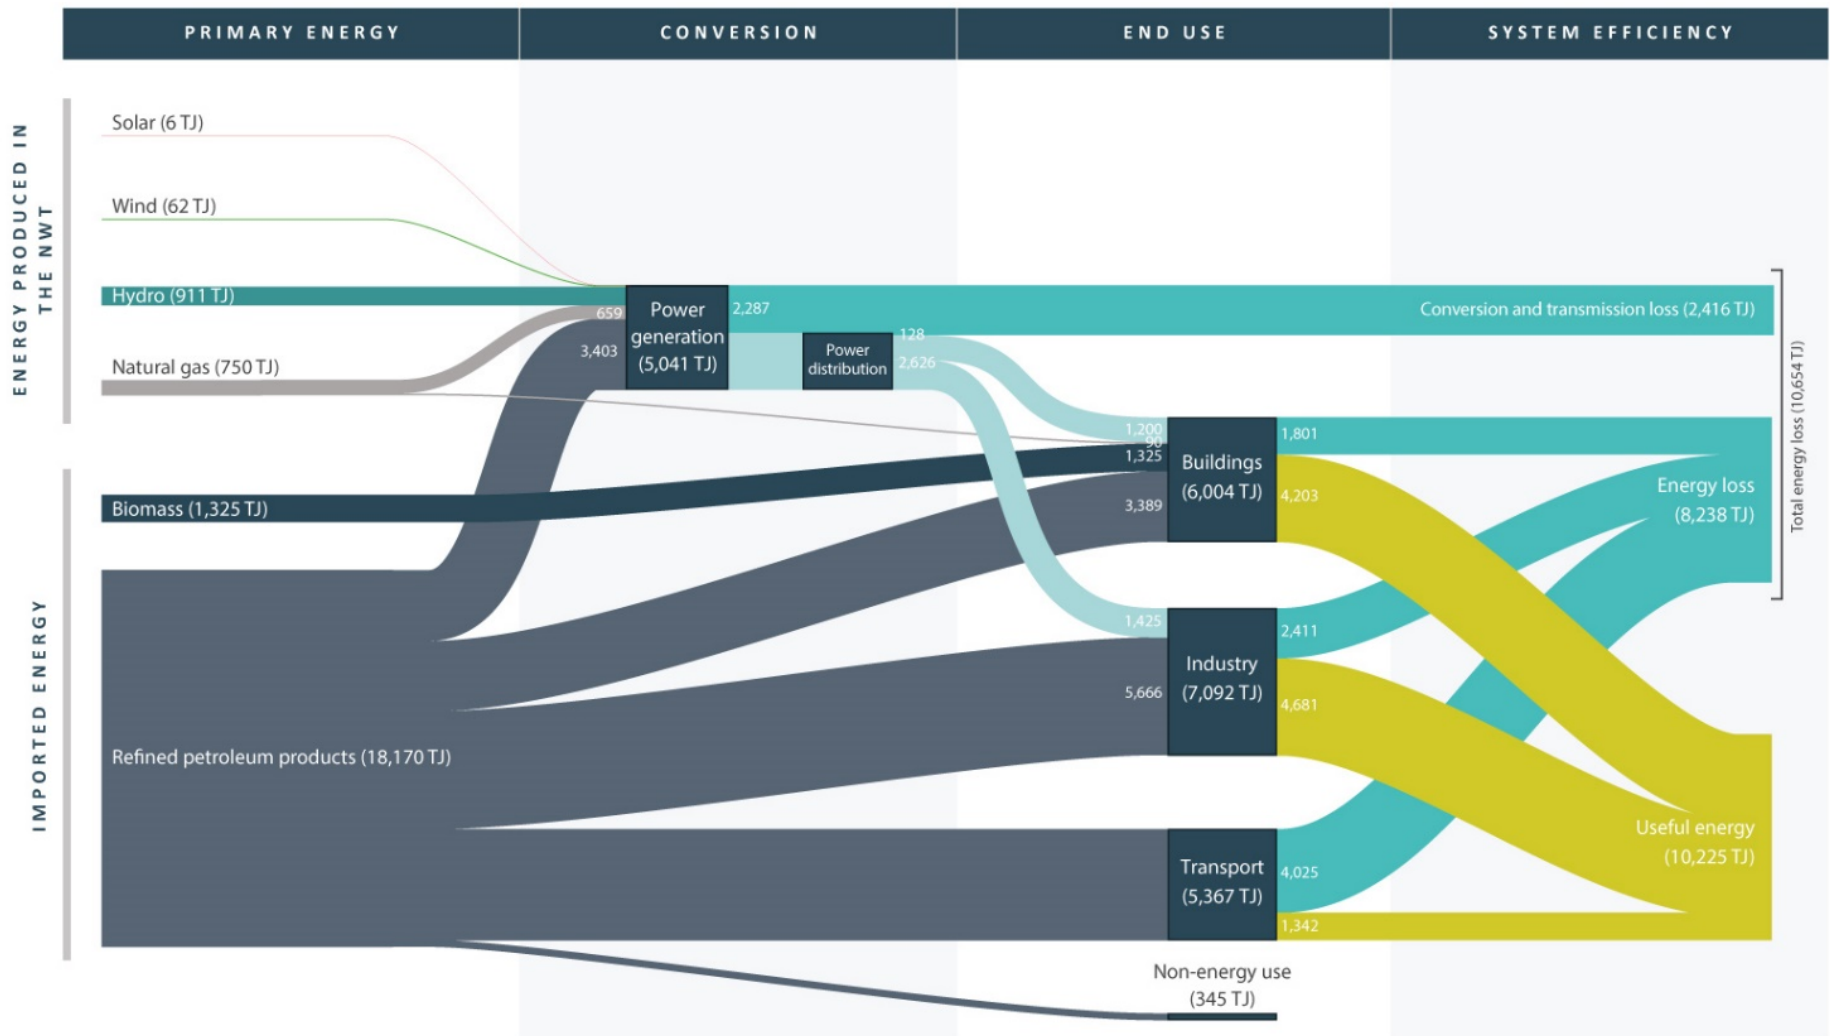 PRIMARY ENERGY
CONVERSION
END USE
SYSTEM EFFICIENCY
ENERGY PRODUCED IN
THE NWT
Solar (6 TJ)
Wind (62 TJ)
Hydro (911 TJ)
Natural gas (750 TJ)
IMPORTED ENERGY
Biomass (1,325 TJ)
Refined petroleum products (18,170 TJ)
659
3,403
Power
generation
(5,041 TJ)
2,287
Power
distribution
128
2,626
1,200
90
1,325
3,389
Buildings
(6,004 TJ)
1,801
4,203
1,425
5,666
Industry
(7,092 TJ)
2,411
4,681
Transport
(5,367 TJ)
4,025
1,342
Non-energy use
(345 TJ)
Conversion and transmission loss (2,416 TJ)
Energy loss
(8,238 TJ)
Total energy loss (10,654 TJ)
Useful energy
(10,225 TJ)